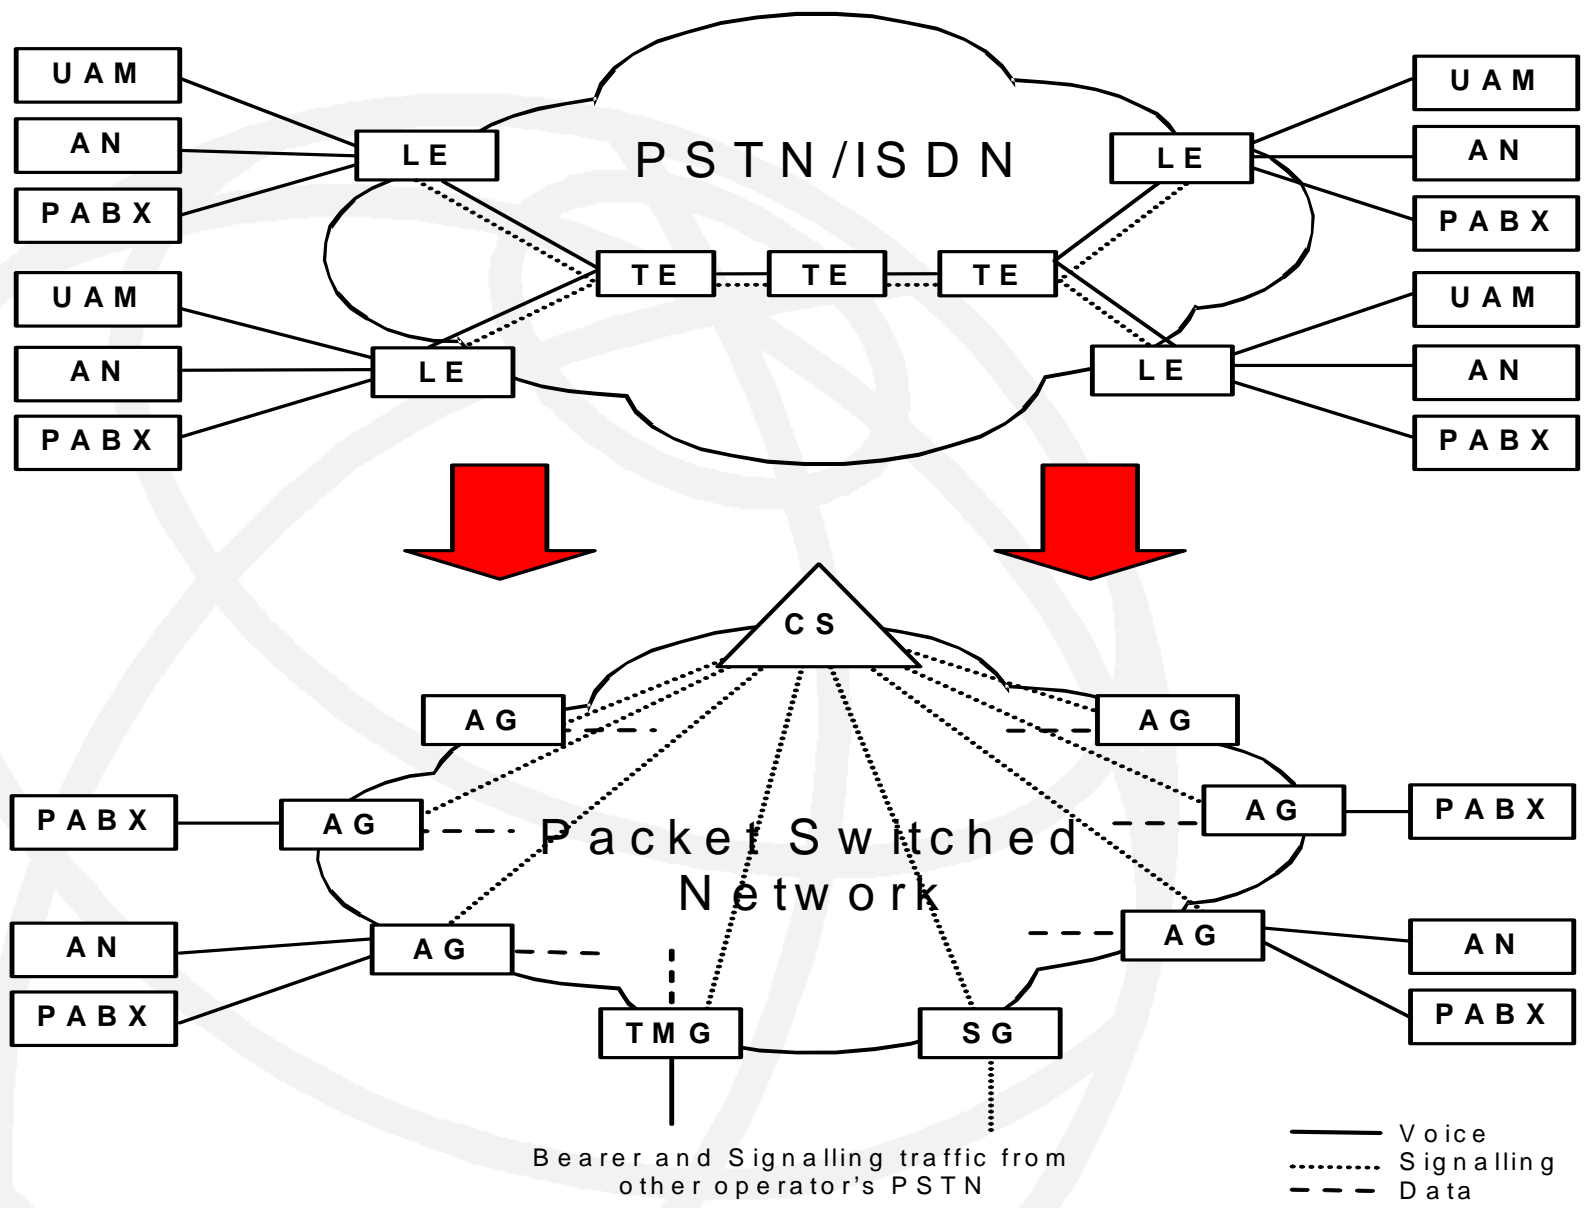 UAM
UAM
AN
LE
PSTN/ISDN
LE
AN
PABX
PABX
TE
TE
TE
UAM
UAM
AN
LE
LE
AN
PABX
PABX
CS
AG
AG
PABX
AG
Packet Switched
AG
PABX
Network
AN
AG
AG
AN
PABX
TMG
SG
PABX
Bearer and Signalling traffic from
other operator's PSTN
Voice
Signalling
Data